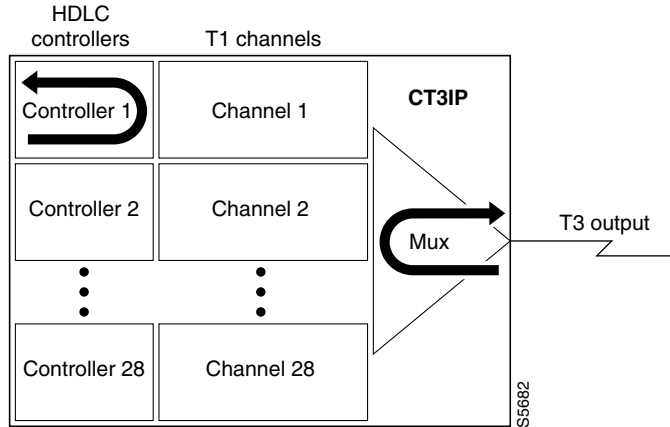 HDLC
controllers
T1 channels
CT3IP
Controller 1
Channel 1
Controller 2
Channel 2
Mux
T3 output
Controller 28
Channel 28
S5682